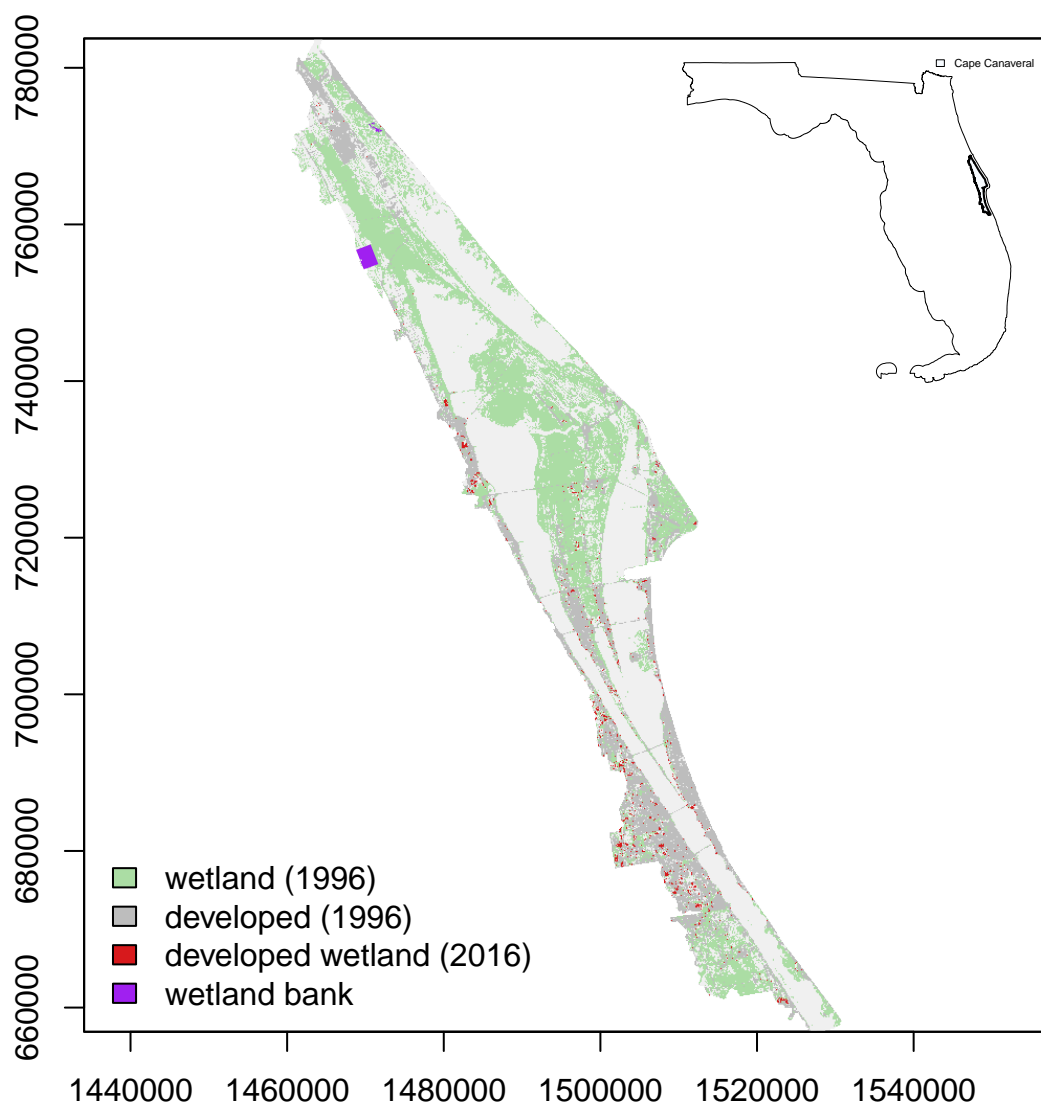 Cape Canaveral
780000
760000
740000
720000
700000
680000
660000
wetland (1996)
developed (1996)
developed wetland (2016)
wetland bank
1440000 1460000 1480000 1500000 1520000 1540000